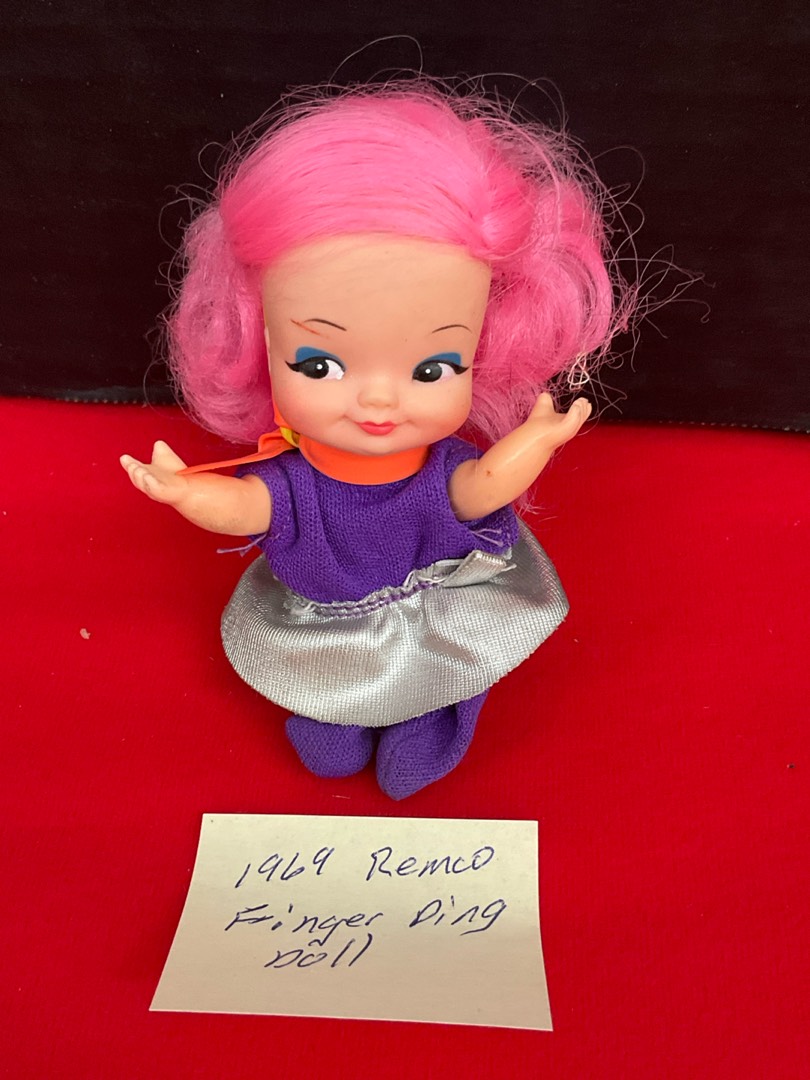 1969 Remco
Finger Ding
Doll